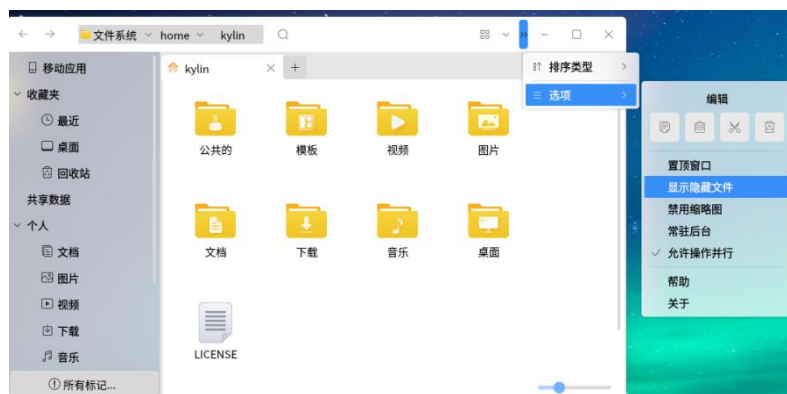 文件系统 home kylin
移动应用
收藏夹
最近
桌面
回收站
共享数据
个人
文档
图片
视频
下载
音乐
所有标记...
kylin
公共的 模板 视频 图片
文档 下载 音乐 桌面
LICENSE
排序类型
选项
编辑
置顶窗口
显示隐藏文件
禁用缩略图
常驻后台
允许操作并行
帮助
关于